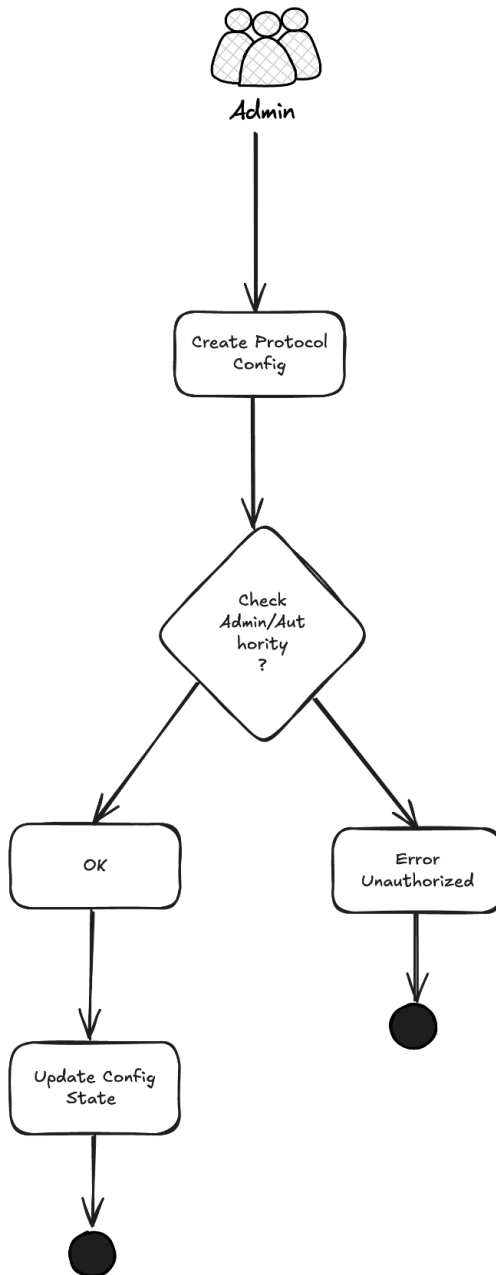 Admin
Create Protocol
Config
Check
Admin/Aut
hority
?
OK
Error
Unauthorized
Update Config
State